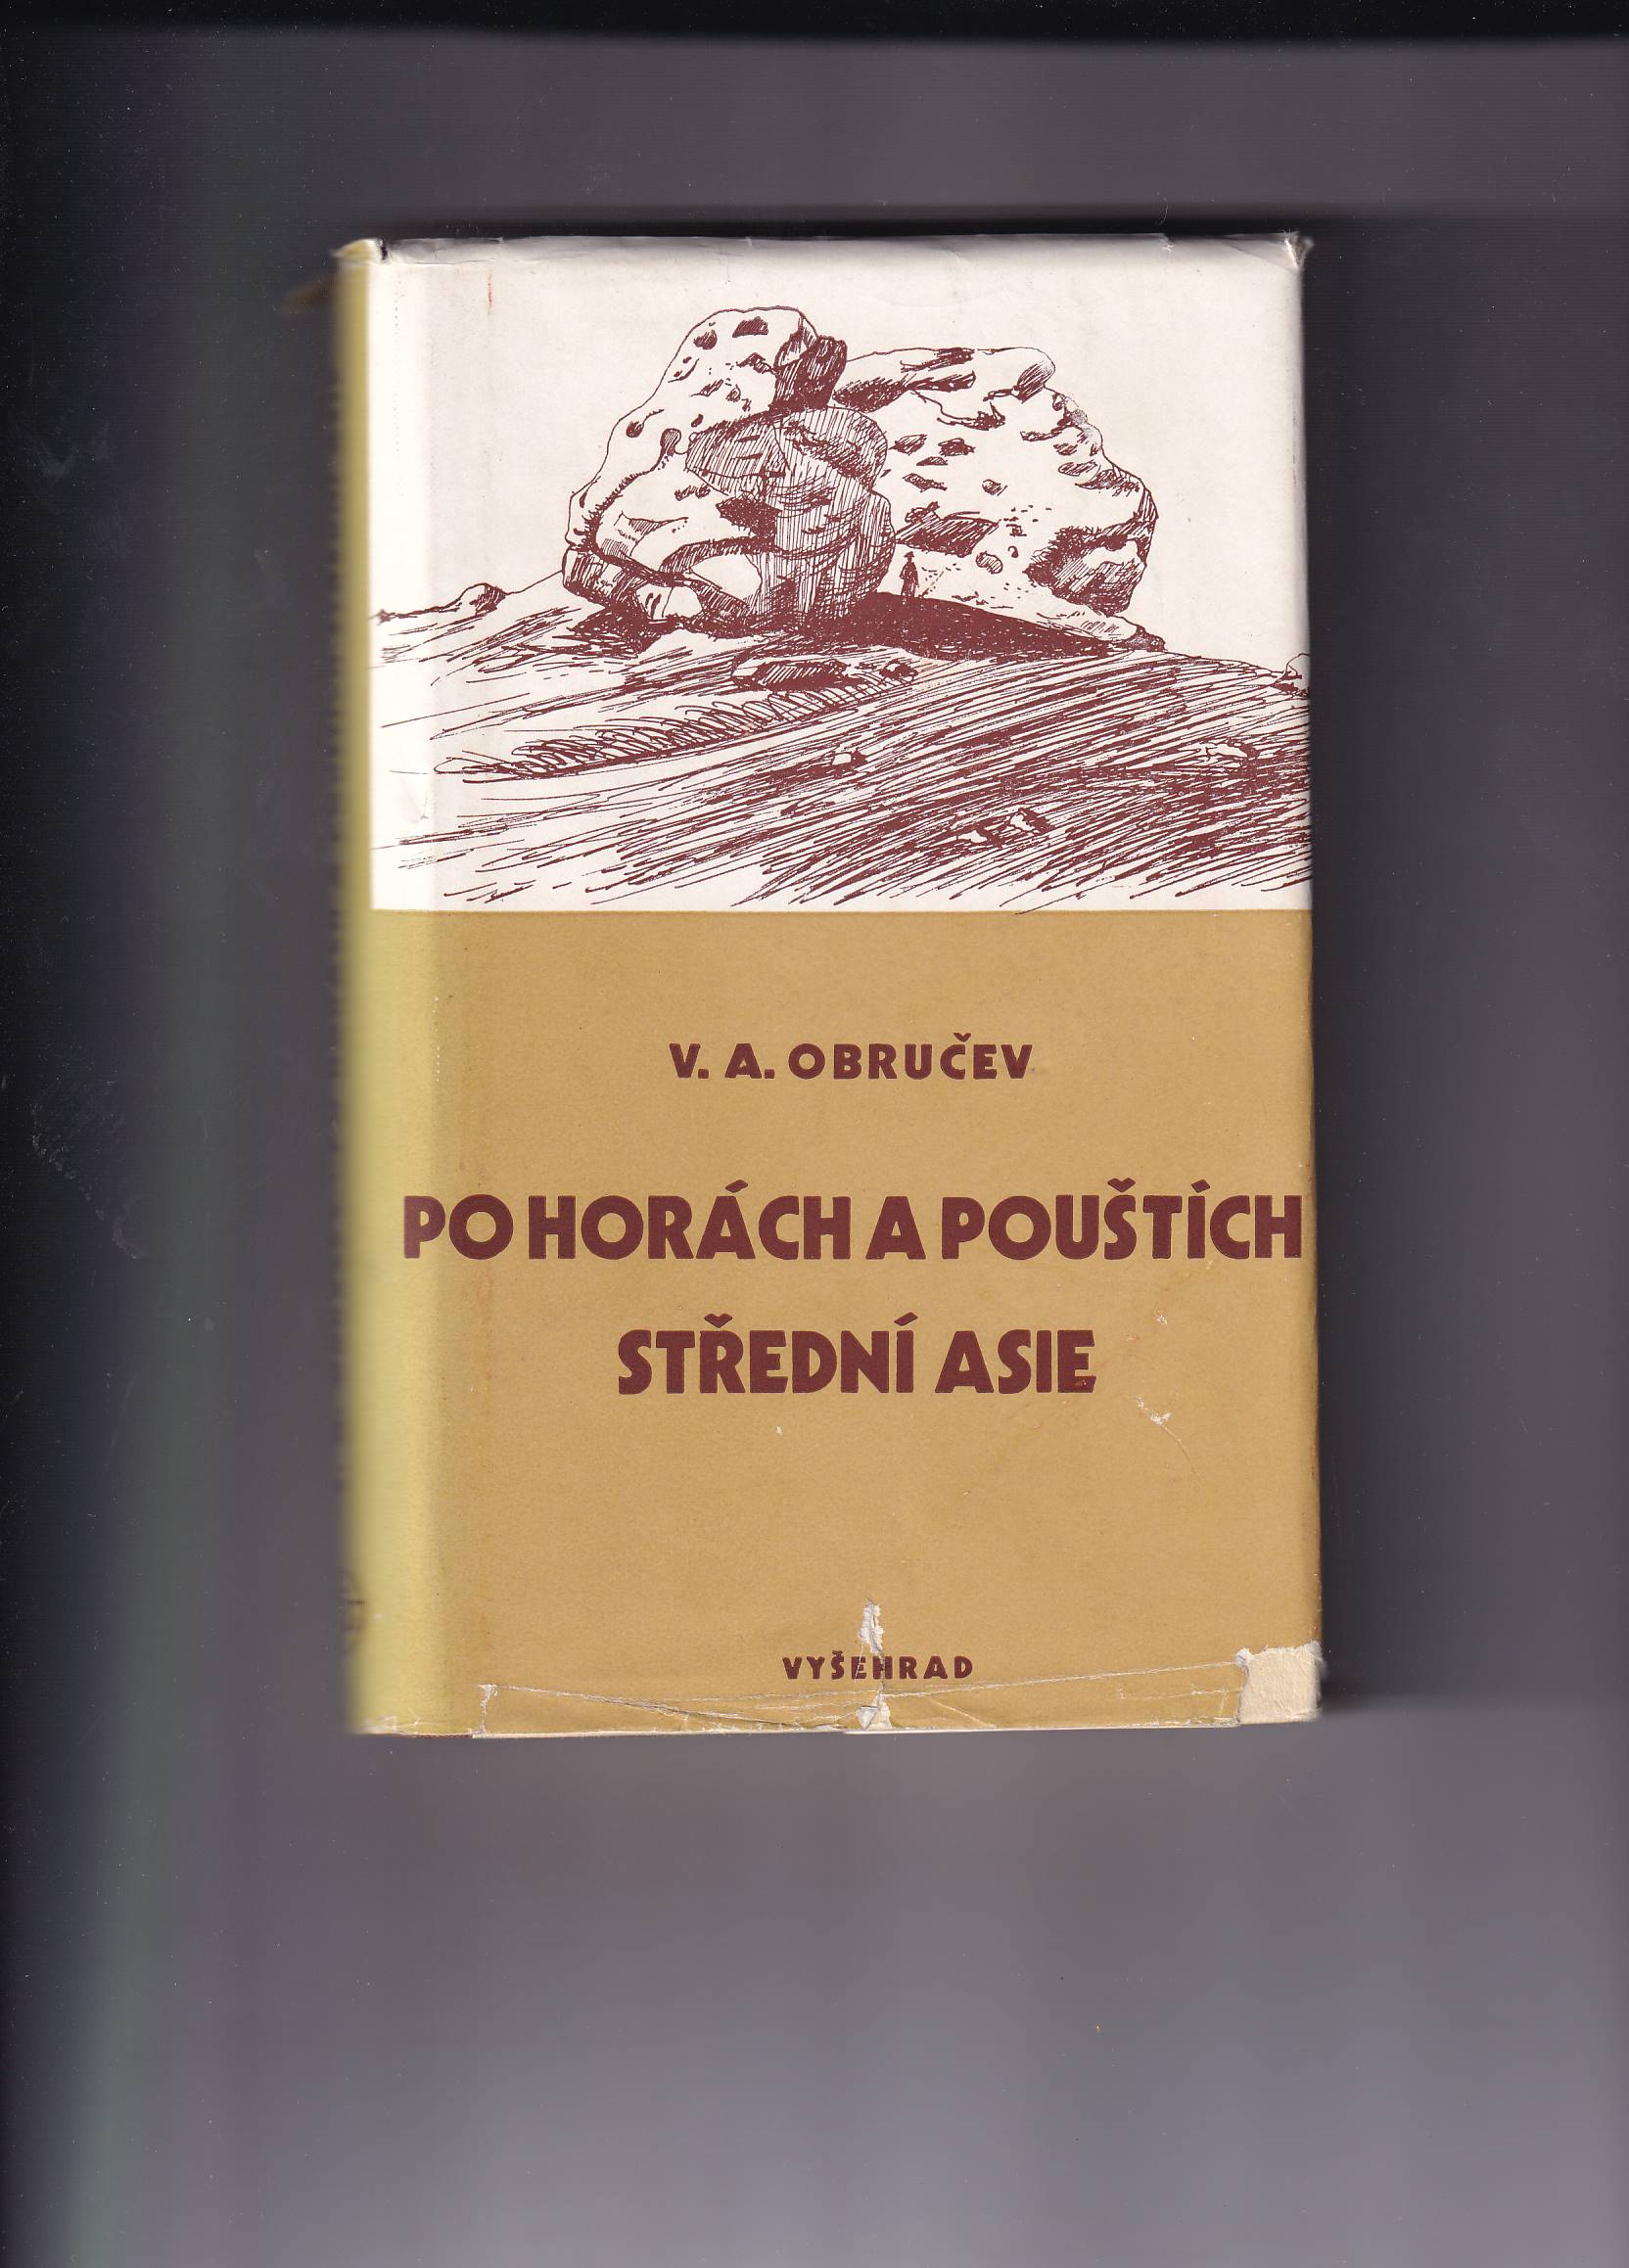 V. A. OBRUČEV
PO HORÁCH A POUŠTÍCH
STŘEDNÍ ASIE
VYŠEHRAD